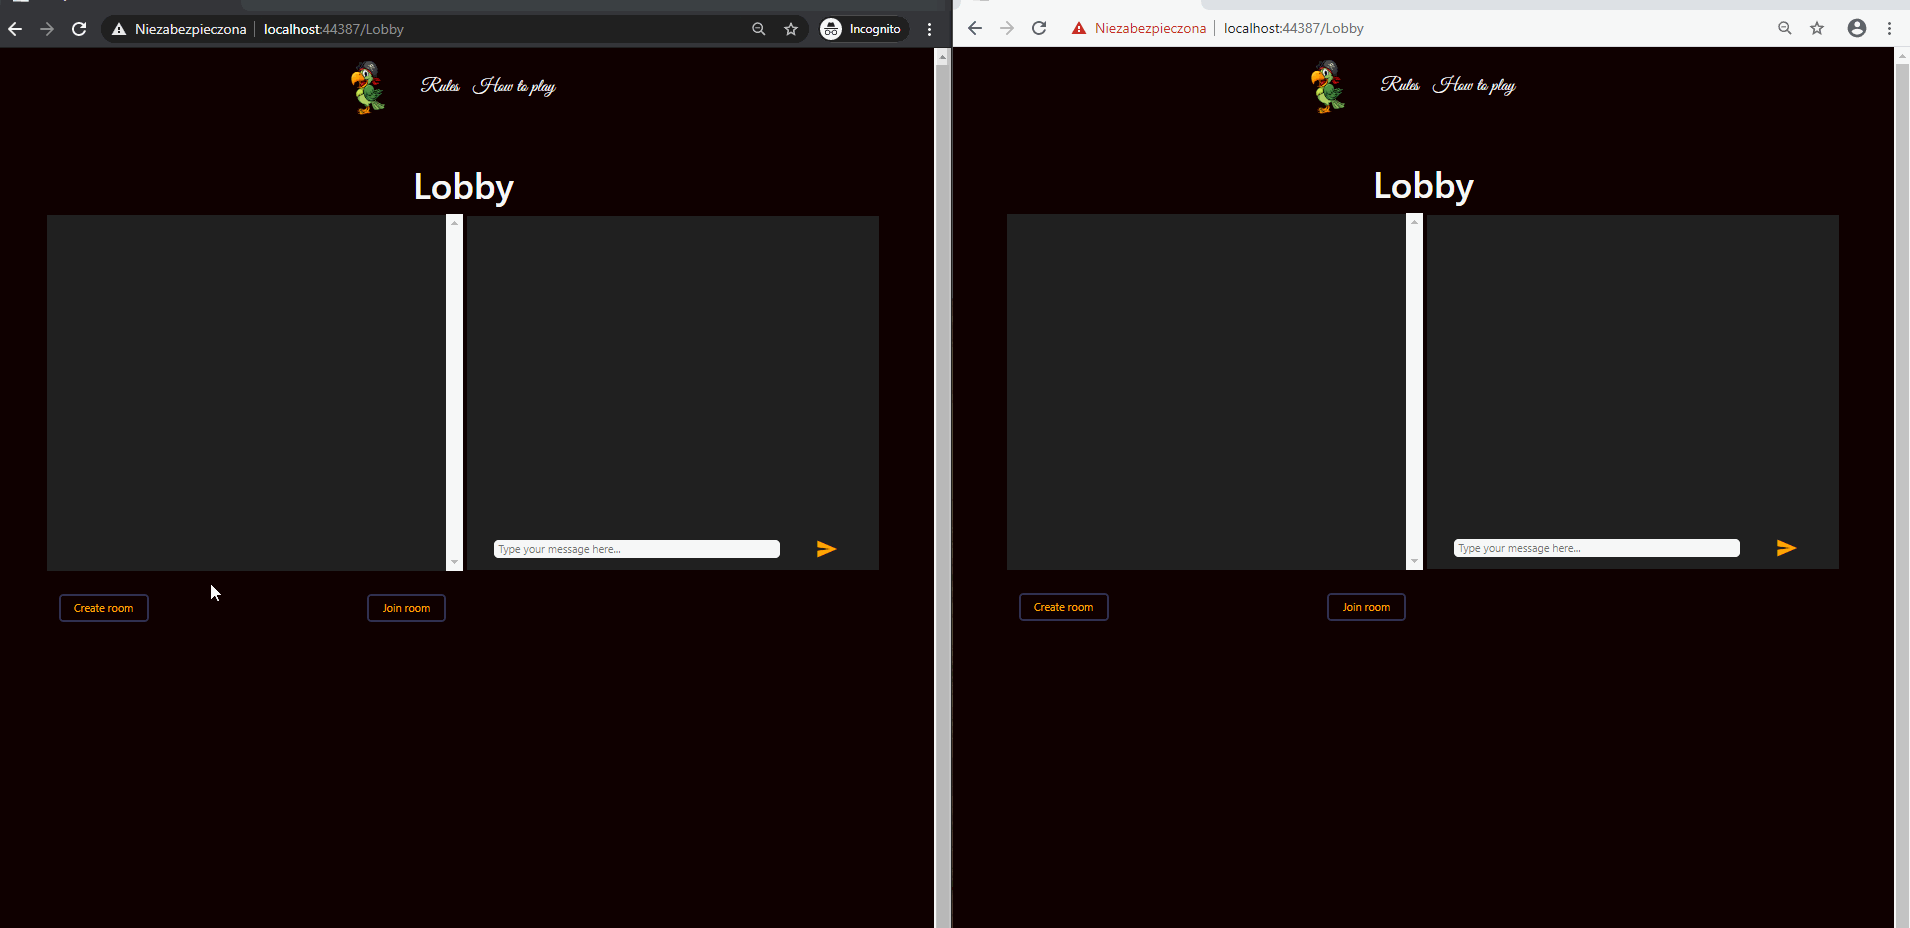 Niezabezpieczona localhost:44387/Lobby Incognito
Rules How to play
Lobby
Type your message here...
Create room Join room
Niezabezpieczona localhost:44387/Lobby
Rules How to play
Lobby
Type your message here...
Create room Join room